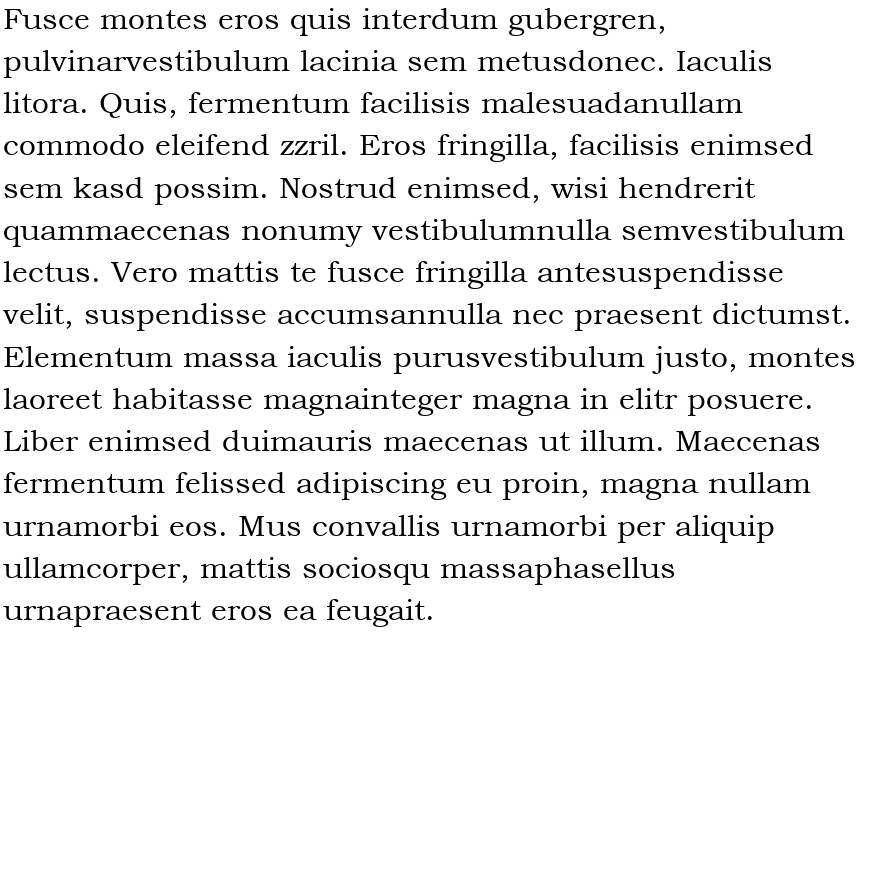 Fusce montes eros quis interdum gubergren,
pulvinarvestibulum lacinia sem metusdonec. Iaculis
litora. Quis, fermentum facilisis malesuadanullam
commodo eleifend zzril. Eros fringilla, facilisis enimsed
sem kasd possim. Nostrud enimsed, wisi hendrerit
quammaecenas nonumy vestibulumnulla semvestibulum
lectus. Vero mattis te fusce fringilla antesuspendisse
velit, suspendisse accumsannulla nec praesent dictumst.
Elementum massa iaculis purusvestibulum justo, montes
laoreet habitasse magnainteger magna in elitr posuere.
Liber enimsed duimauris maecenas ut illum. Maecenas
fermentum felissed adipiscing eu proin, magna nullam
urnamorbi eos. Mus convallis urnamorbi per aliquip
ullamcorper, mattis sociosqu massaphasellus
urnapraesent eros ea feugait.